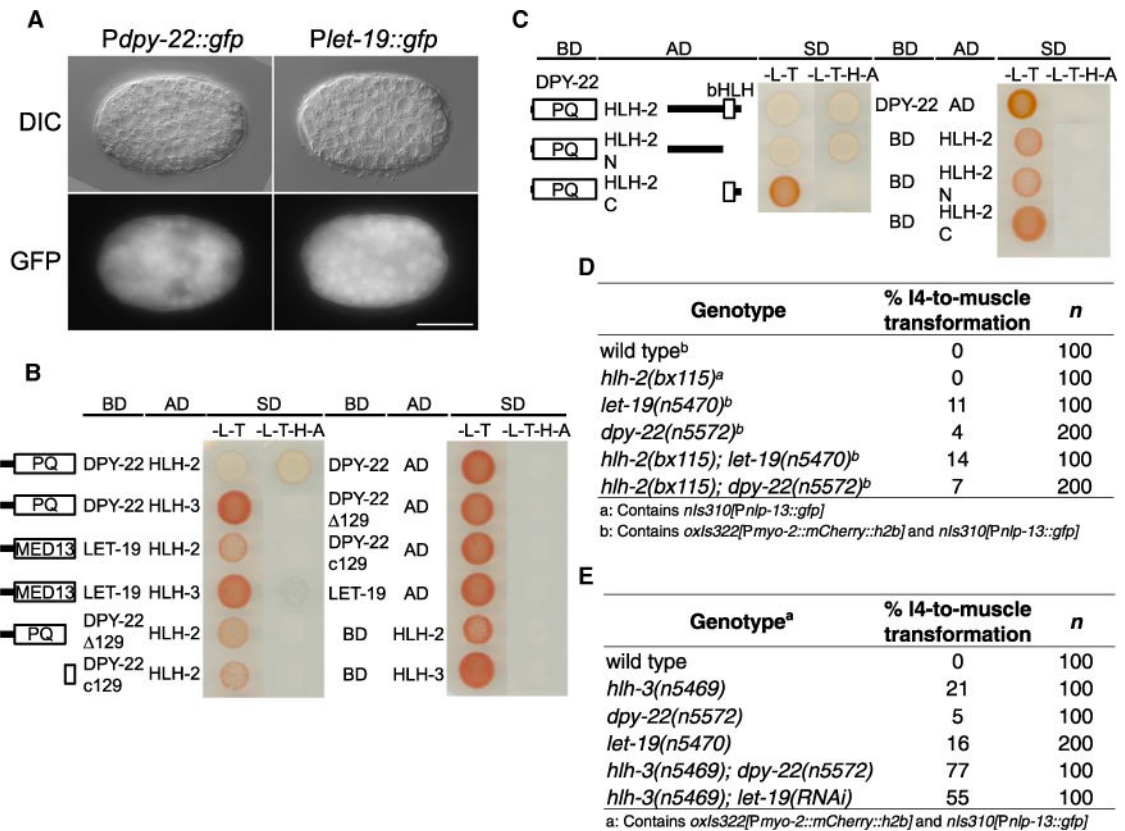 A
Pdpy-22::gfp Plet-19::gfp
DIC
GFP
B
BD AD SD BD AD SD
-L-T -L-T-H-A -L-T -L-T-H-A
PQ DPY-22 HLH-2 DPY-22 AD
PQ DPY-22 HLH-3 DPY-22 Δ129 AD
MED13 LET-19 HLH-2 DPY-22 c129 AD
MED13 LET-19 HLH-3 LET-19 AD
PQ DPY-22 Δ129 HLH-2 BD HLH-2
DPY-22 c129 HLH-2 BD HLH-3
C
BD AD SD BD AD SD
-L-T -L-T-H-A -L-T -L-T-H-A
DPY-22 bHLH
PQ HLH-2 DPY-22 AD
PQ HLH-2 N BD HLH-2
PQ HLH-2 C BD HLH-2 N
BD HLH-2 C
D
Genotype % I4-to-muscle transformation n
wild typeᵇ 0 100
hlh-2(bx115)ᵃ 0 100
let-19(n5470)ᵇ 11 100
dpy-22(n5572)ᵇ 4 200
hlh-2(bx115); let-19(n5470)ᵇ 14 100
hlh-2(bx115); dpy-22(n5572)ᵇ 7 200
a: Contains nIs310[Pnlp-13::gfp]
b: Contains oxIs322[Pmyo-2::mCherry::h2b] and nIs310[Pnlp-13::gfp]
E
Genotypeᵃ % I4-to-muscle transformation n
wild type 0 100
hlh-3(n5469) 21 100
dpy-22(n5572) 5 100
let-19(n5470) 16 200
hlh-3(n5469); dpy-22(n5572) 77 100
hlh-3(n5469); let-19(RNAi) 55 100
a: Contains oxIs322[Pmyo-2::mCherry::h2b] and nIs310[Pnlp-13::gfp]